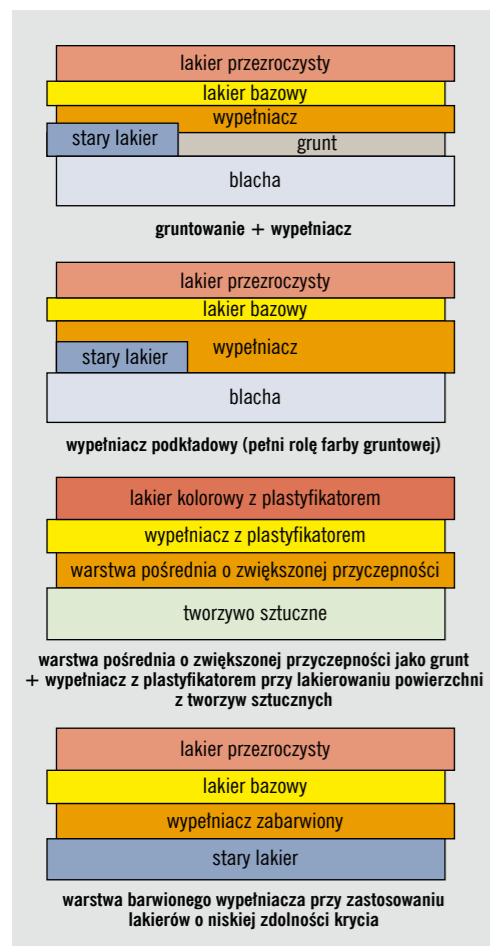 lakier przezroczysty
lakier bazowy
wypełniacz
stary lakier
grunt
blacha
gruntowanie + wypełniacz
lakier przezroczysty
lakier bazowy
wypełniacz
stary lakier
blacha
wypełniacz podkładowy (pełni rolę farby gruntowej)
lakier kolorowy z plastyfikatorem
wypełniacz z plastyfikatorem
warstwa pośrednia o zwiększonej przyczepności
tworzywo sztuczne
warstwa pośrednia o zwiększonej przyczepności jako grunt
+ wypełniacz z plastyfikatorem przy lakierowaniu powierzchni
z tworzyw sztucznych
lakier przezroczysty
lakier bazowy
wypełniacz zabarwiony
stary lakier
warstwa barwionego wypełniacza przy zastosowaniu
lakierów o niskiej zdolności krycia